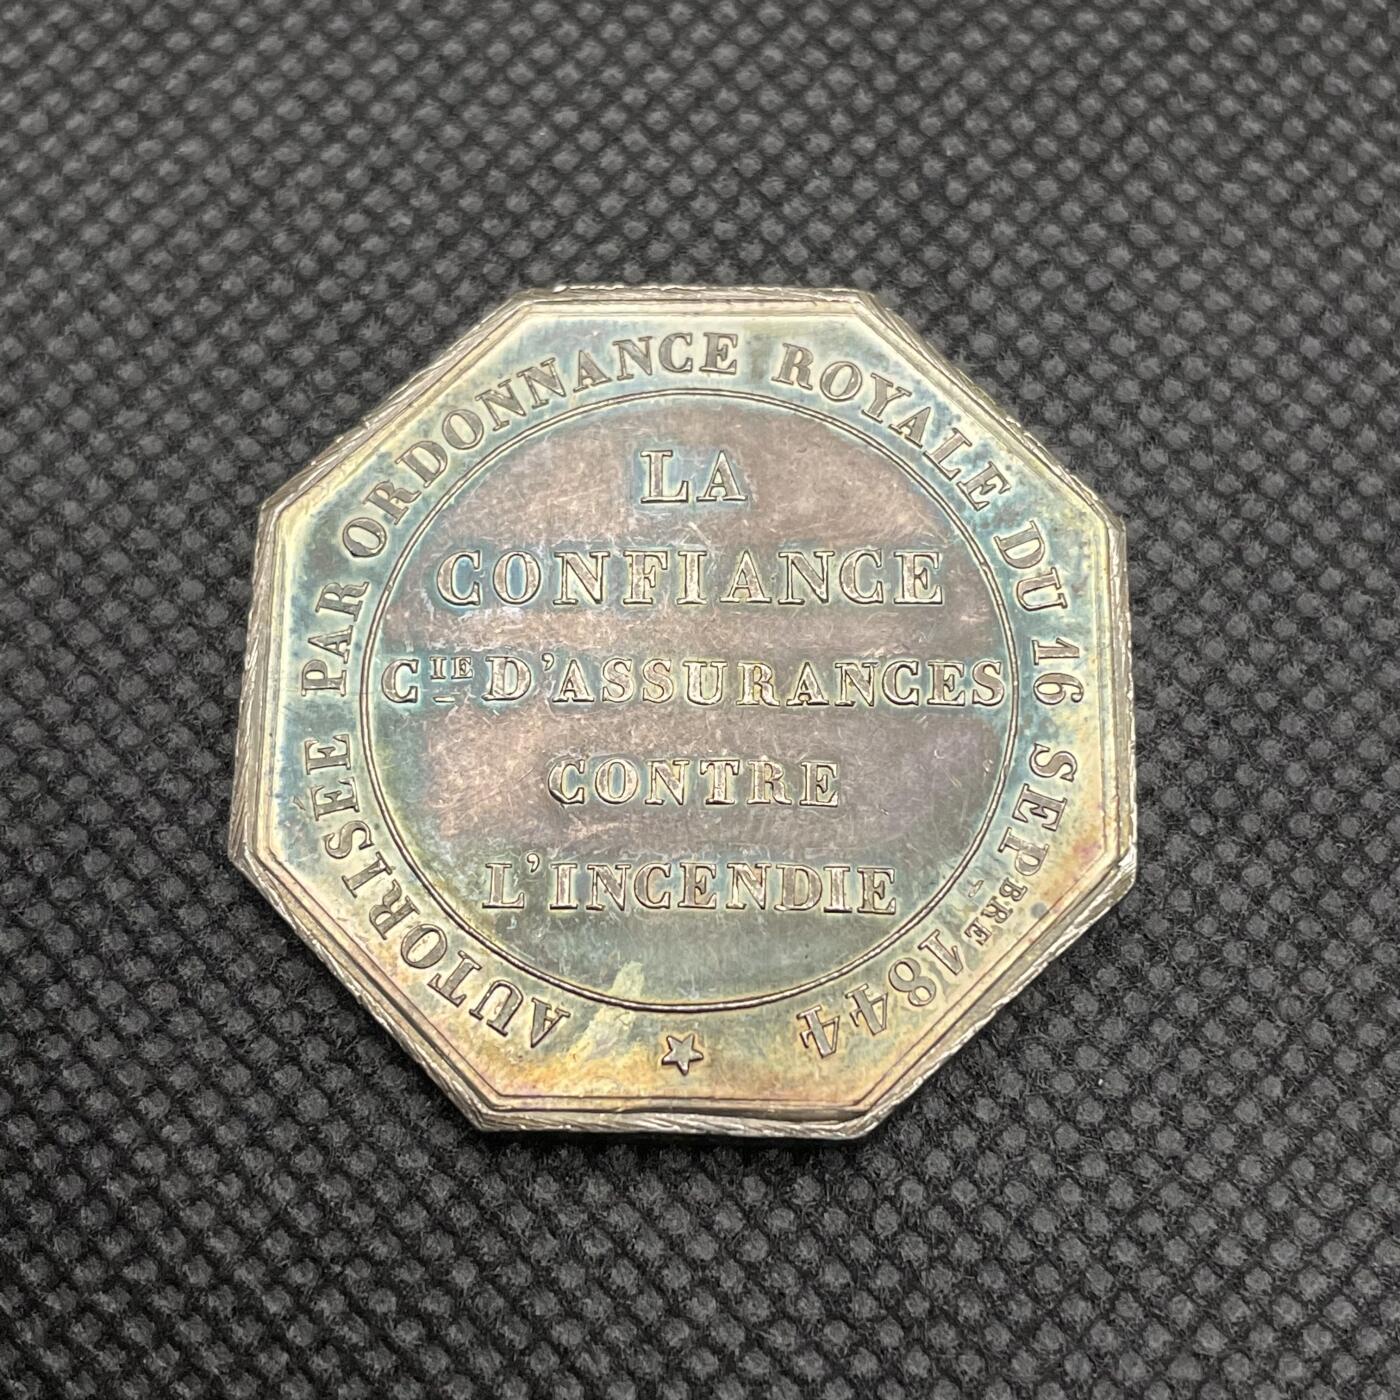 AUTORISÉE PAR ORDONNANCE ROYALE DU 16 SEPBRE 1844
LA
CONFIANCE
CIE D'ASSURANCES
CONTRE
L'INCENDIE